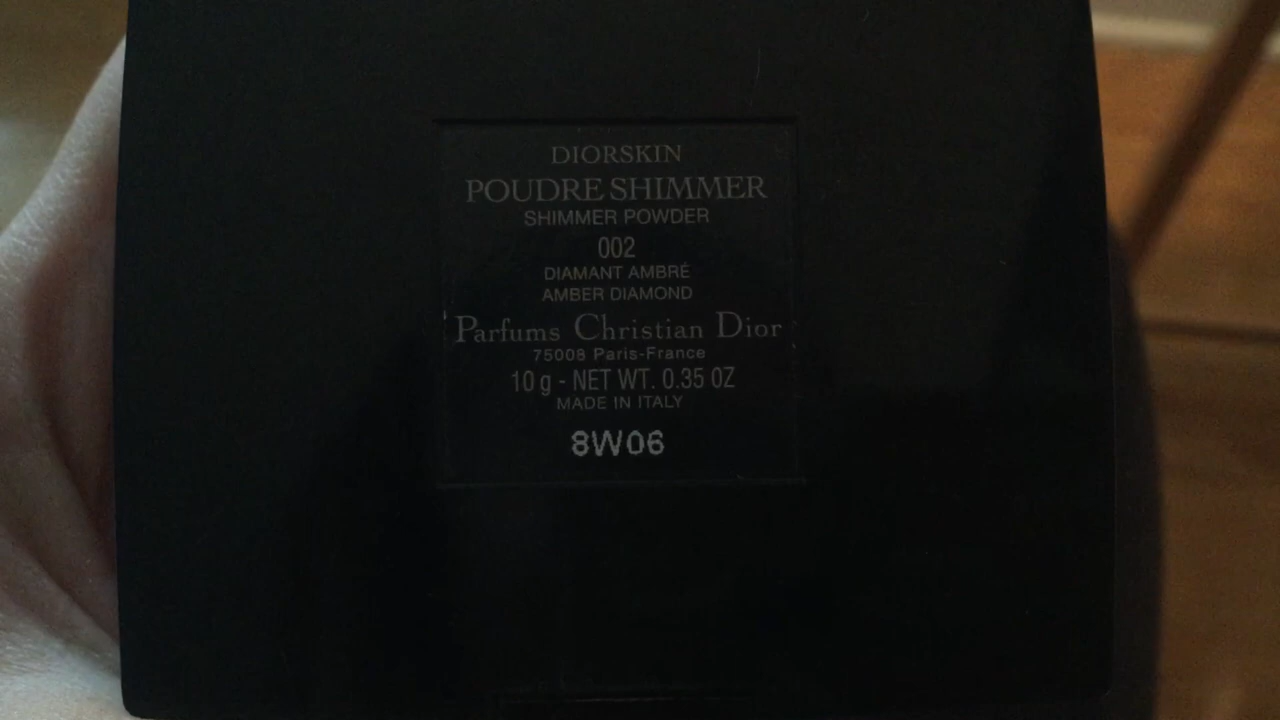 DIORSKIN
POUDRE SHIMMER
SHIMMER POWDER
002
DIAMANT AMBRÉ
AMBER DIAMOND
Parfums Christian Dior
75008 Paris-France
10 g - NET WT. 0.35 OZ
MADE IN ITALY
8W06